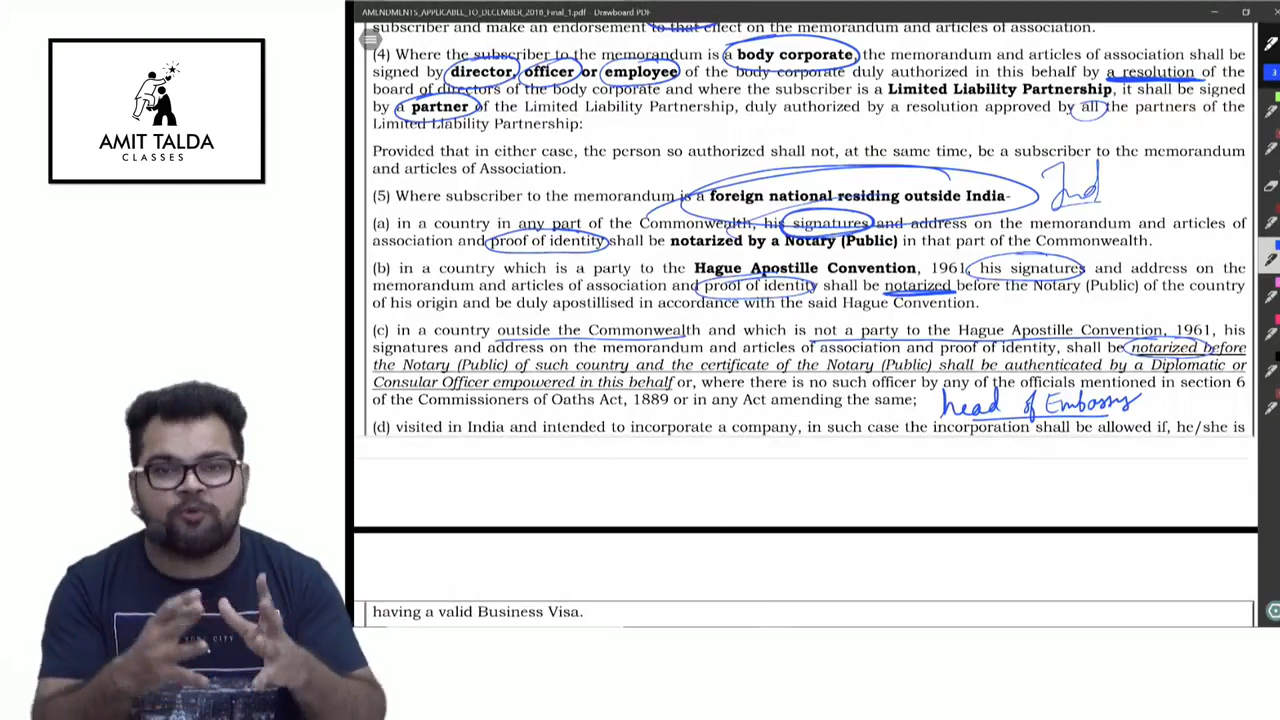 AMENDMENTS_APPLICABLE_TO_DECEMBER_2018_Final_1.pdf - Drawboard PDF
AMIT TALDA
CLASSES
subscriber and make an endorsement to that effect on the memorandum and articles of association.
(4) Where the subscriber to the memorandum is a body corporate, the memorandum and articles of association shall be
signed by director, officer or employee of the body corporate duly authorized in this behalf by a resolution of the
board of directors of the body corporate and where the subscriber is a Limited Liability Partnership, it shall be signed
by a partner of the Limited Liability Partnership, duly authorized by a resolution approved by all the partners of the
Limited Liability Partnership:
Provided that in either case, the person so authorized shall not, at the same time, be a subscriber to the memorandum
and articles of Association.
(5) Where subscriber to the memorandum is a foreign national residing outside India-
Ind
(a) in a country in any part of the Commonwealth, his signatures and address on the memorandum and articles of
association and proof of identity shall be notarized by a Notary (Public) in that part of the Commonwealth.
(b) in a country which is a party to the Hague Apostille Convention, 1961, his signatures and address on the
memorandum and articles of association and proof of identity shall be notarized before the Notary (Public) of the country
of his origin and be duly apostillised in accordance with the said Hague Convention.
(c) in a country outside the Commonwealth and which is not a party to the Hague Apostille Convention, 1961, his
signatures and address on the memorandum and articles of association and proof of identity, shall be notarized before
the Notary (Public) of such country and the certificate of the Notary (Public) shall be authenticated by a Diplomatic or
Consular Officer empowered in this behalf or, where there is no such officer by any of the officials mentioned in section 6
of the Commissioners of Oaths Act, 1889 or in any Act amending the same;
head of Embassy
(d) visited in India and intended to incorporate a company, in such case the incorporation shall be allowed if, he/she is
having a valid Business Visa.